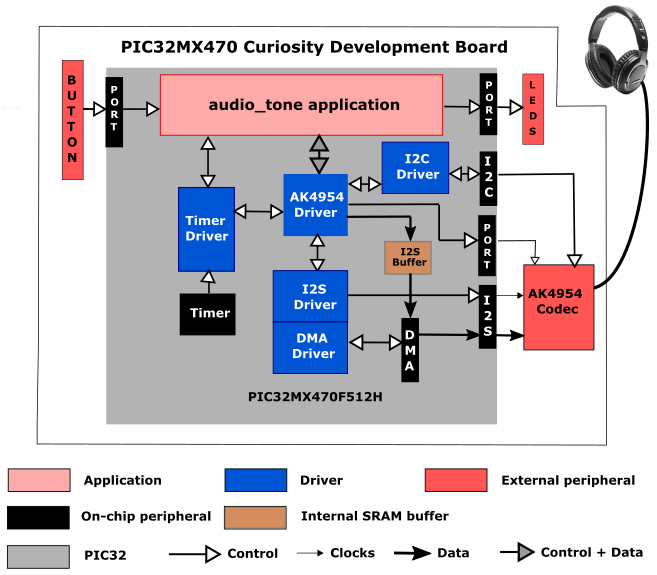 PIC32MX470 Curiosity Development Board
BUTTON
PORT
audio_tone application
PORT
LEDS
I2C
Driver
I2C
AK4954
Driver
Timer
Driver
PORT
I2S
Buffer
Timer
I2S
Driver
I2S
AK4954
Codec
DMA
Driver
DMA
PIC32MX470F512H
Application
Driver
External peripheral
On-chip peripheral
Internal SRAM buffer
PIC32
Control
Clocks
Data
Control + Data